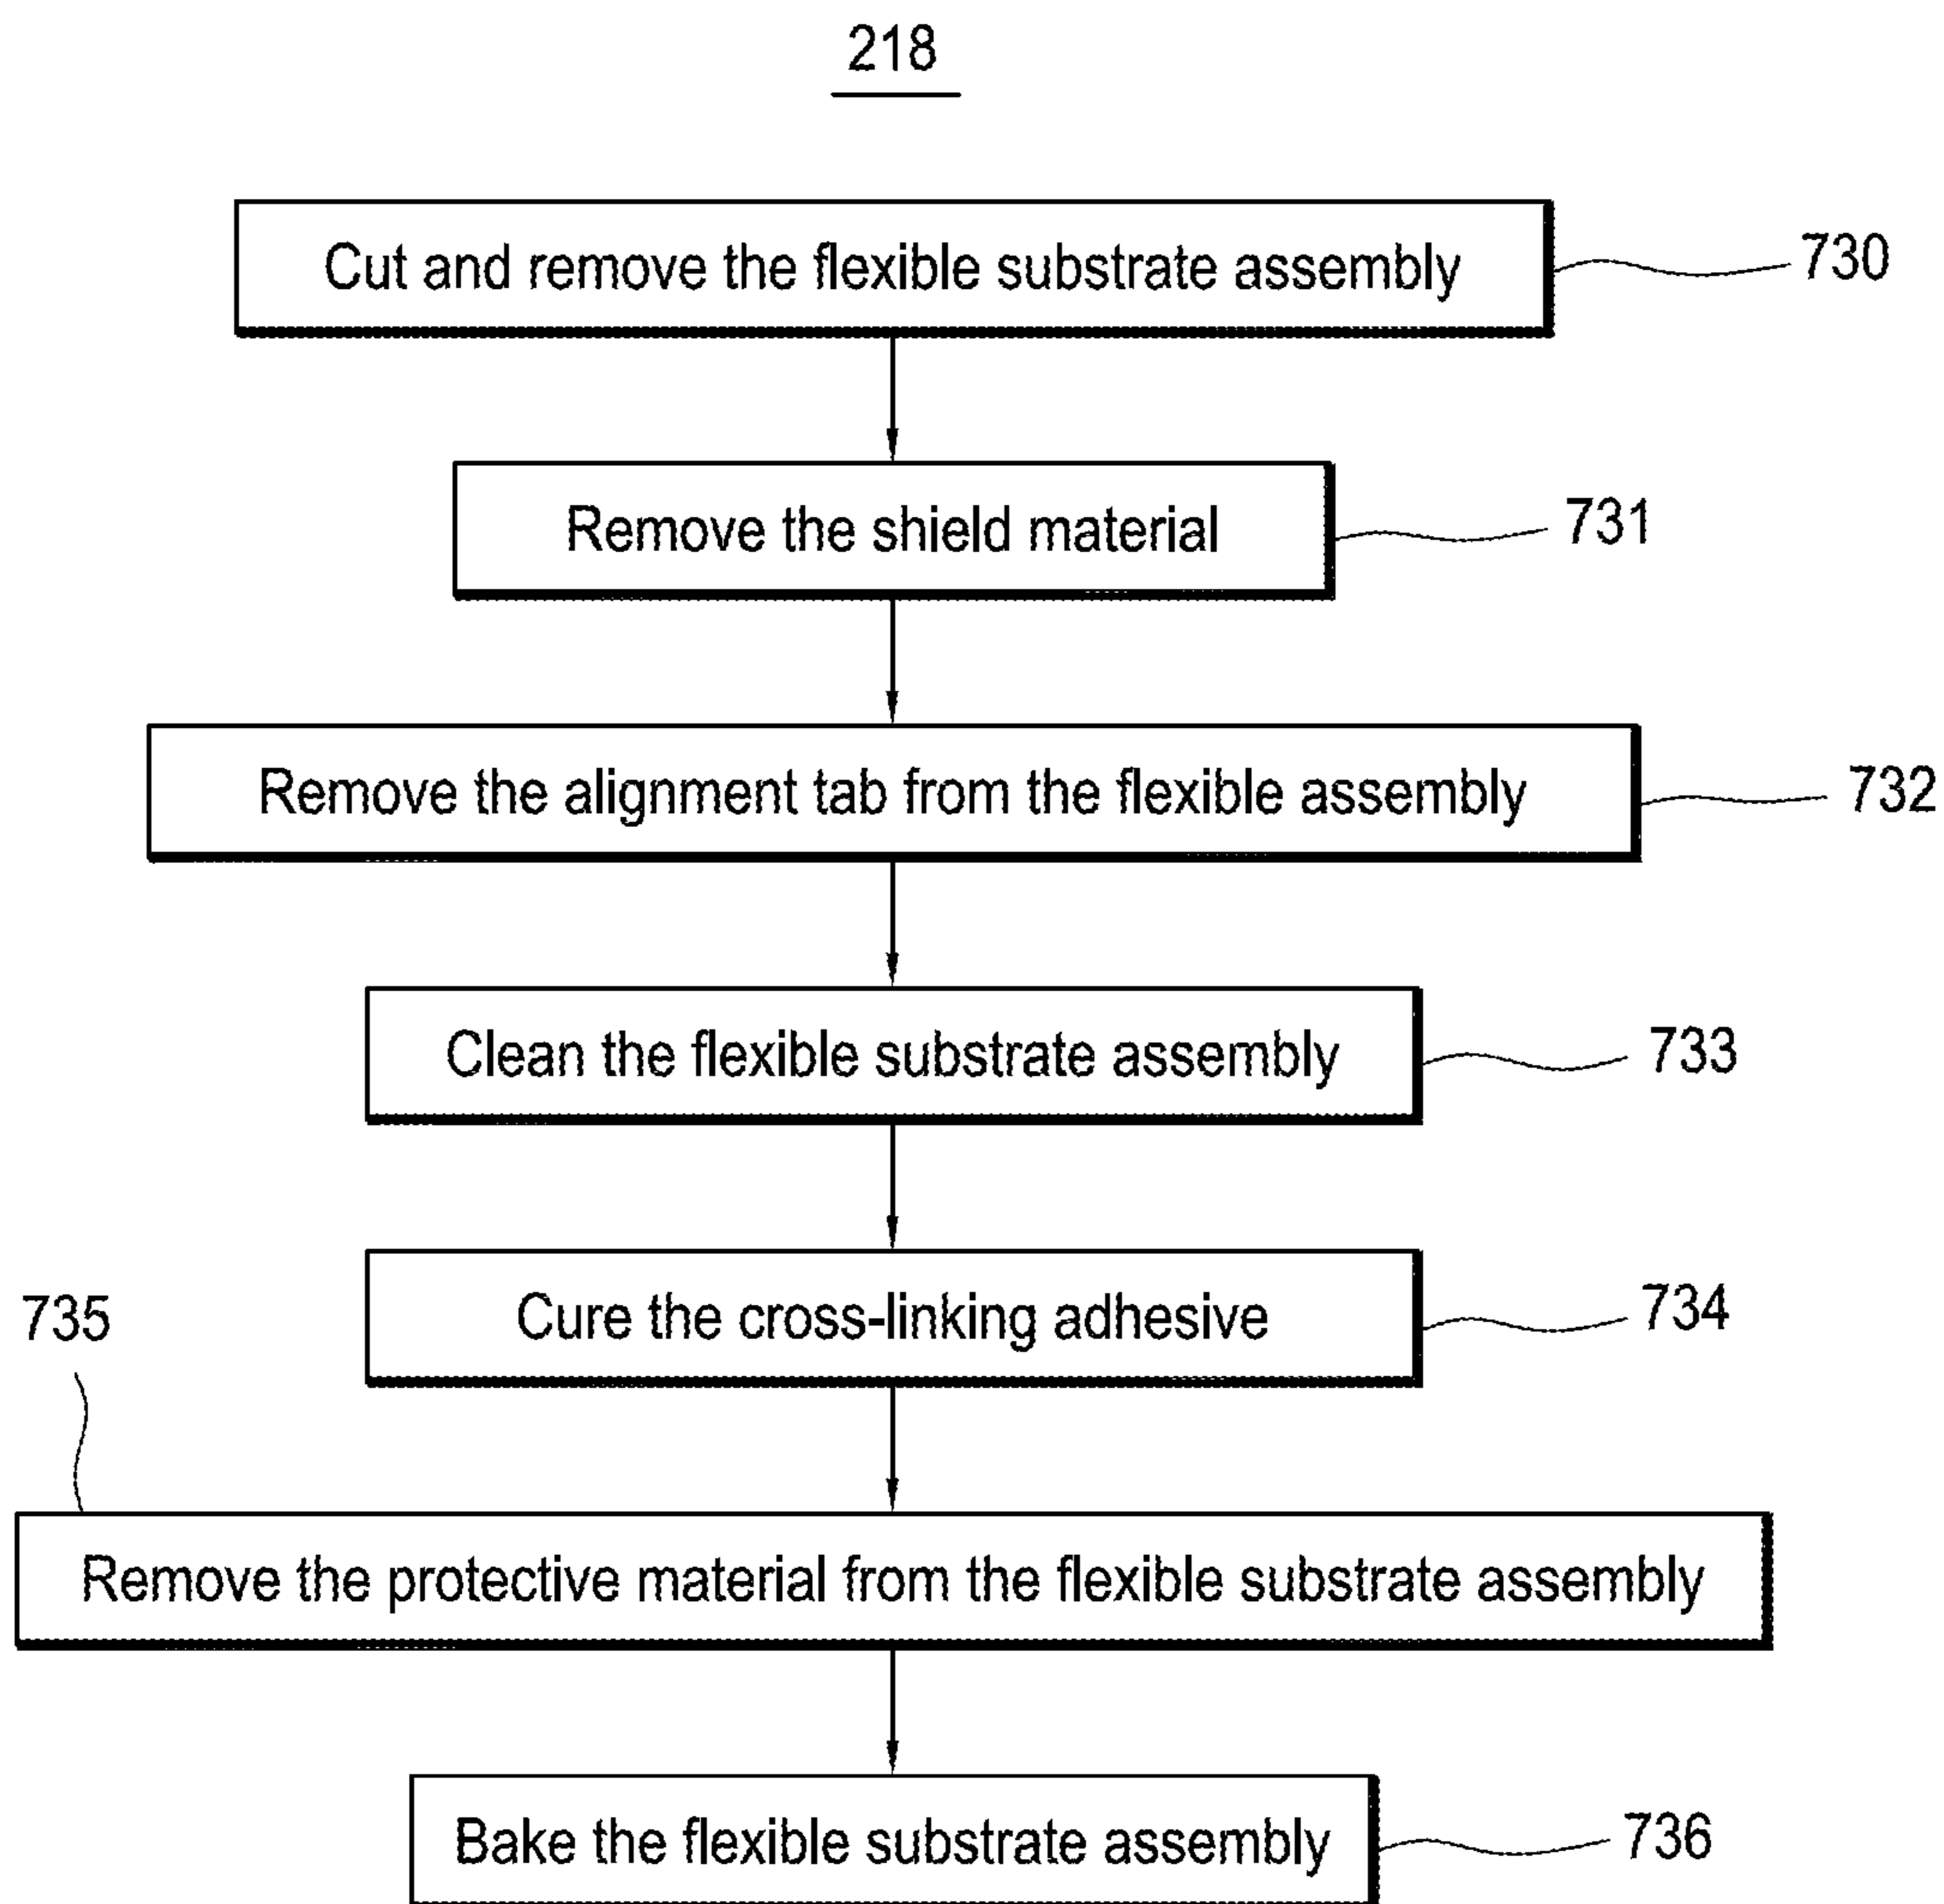 218
Cut and remove the flexible substrate assembly
730
Remove the shield material
731
Remove the alignment tab from the flexible assembly
732
Clean the flexible substrate assembly
733
Cure the cross-linking adhesive
734
735
Remove the protective material from the flexible substrate assembly
Bake the flexible substrate assembly
736